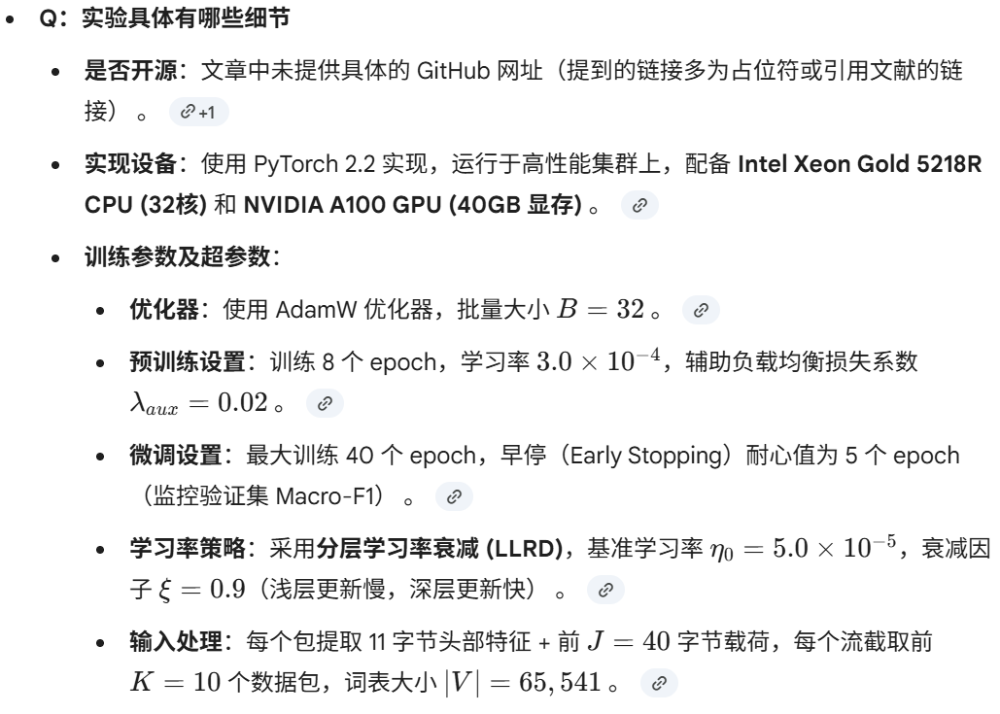 Q：实验具体有哪些细节
是否开源：文章中未提供具体的 GitHub 网址（提到的链接多为占位符或引用文献的链
接） 。 +1
实现设备：使用 PyTorch 2.2 实现，运行于高性能集群上，配备 Intel Xeon Gold 5218R
CPU (32核) 和 NVIDIA A100 GPU (40GB 显存) 。
训练参数及超参数：
优化器：使用 AdamW 优化器，批量大小 B = 32 。
预训练设置：训练 8 个 epoch，学习率 3.0 × 10⁻⁴，辅助负载均衡损失系数
λ_aux = 0.02 。
微调设置：最大训练 40 个 epoch，早停（Early Stopping）耐心值为 5 个 epoch
（监控验证集 Macro-F1） 。
学习率策略：采用分层学习率衰减 (LLRD)，基准学习率 η₀ = 5.0 × 10⁻⁵，衰减因
子 ξ = 0.9（浅层更新慢，深层更新快） 。
输入处理：每个包提取 11 字节头部特征 + 前 J = 40 字节载荷，每个流截取前
K = 10 个数据包，词表大小 |V| = 65,541 。